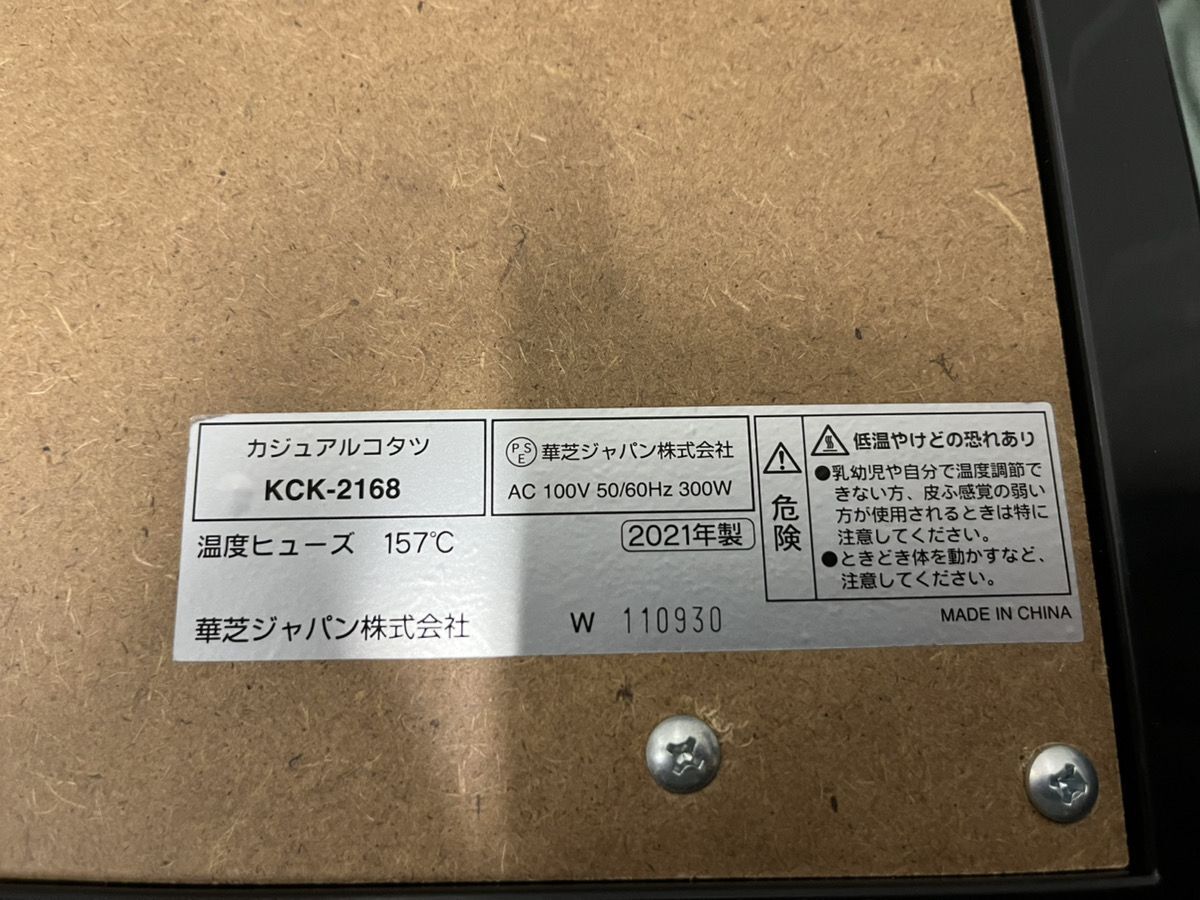 カジュアルコタツ
KCK-2168
PSE 華芝ジャパン株式会社
AC 100V 50/60Hz 300W
温度ヒューズ 157℃
2021年製
華芝ジャパン株式会社
W 110930
危険
低温やけどの恐れあり
●乳幼児や自分で温度調節で
きない方、皮ふ感覚の弱い
方が使用されるときは特に
注意してください。
●ときどき体を動かすなど、
注意してください。
MADE IN CHINA